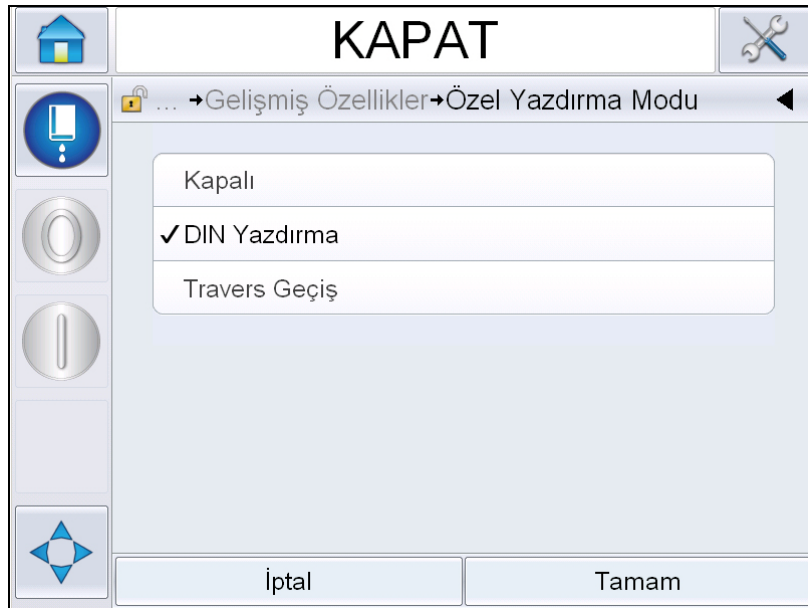 KAPAT
... →Gelişmiş Özellikler→Özel Yazdırma Modu
Kapalı
✓DIN Yazdırma
Travers Geçiş
İptal
Tamam